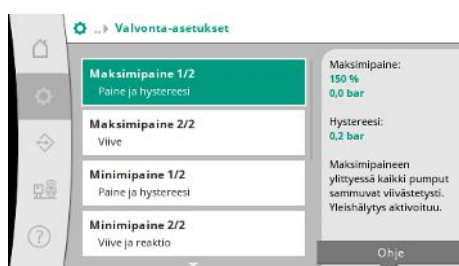 ..▸ Valvonta-asetukset
Maksimipaine 1/2
Paine ja hystereesi
Maksimipaine 2/2
Viive
Minimipaine 1/2
Paine ja hystereesi
Minimipaine 2/2
Viive ja reaktio
Maksimipaine:
150 %
0,0 bar
Hystereesi:
0,2 bar
Maksimipaineen
ylittyessä kaikki pumput
sammuvat viivästetysti.
Yleishälytys aktivoituu.
Ohje
?